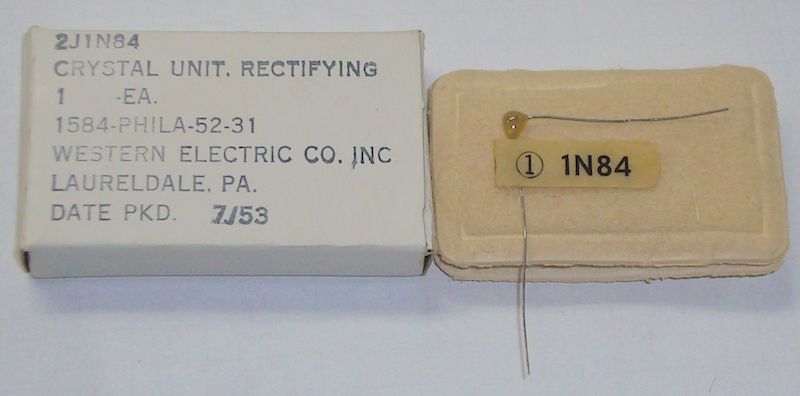 2J1N84
CRYSTAL UNIT. RECTIFYING
1 -EA.
1584-PHILA-52-31
WESTERN ELECTRIC CO. INC
LAURELDALE, PA.
DATE PKD. 7/53
① 1N84